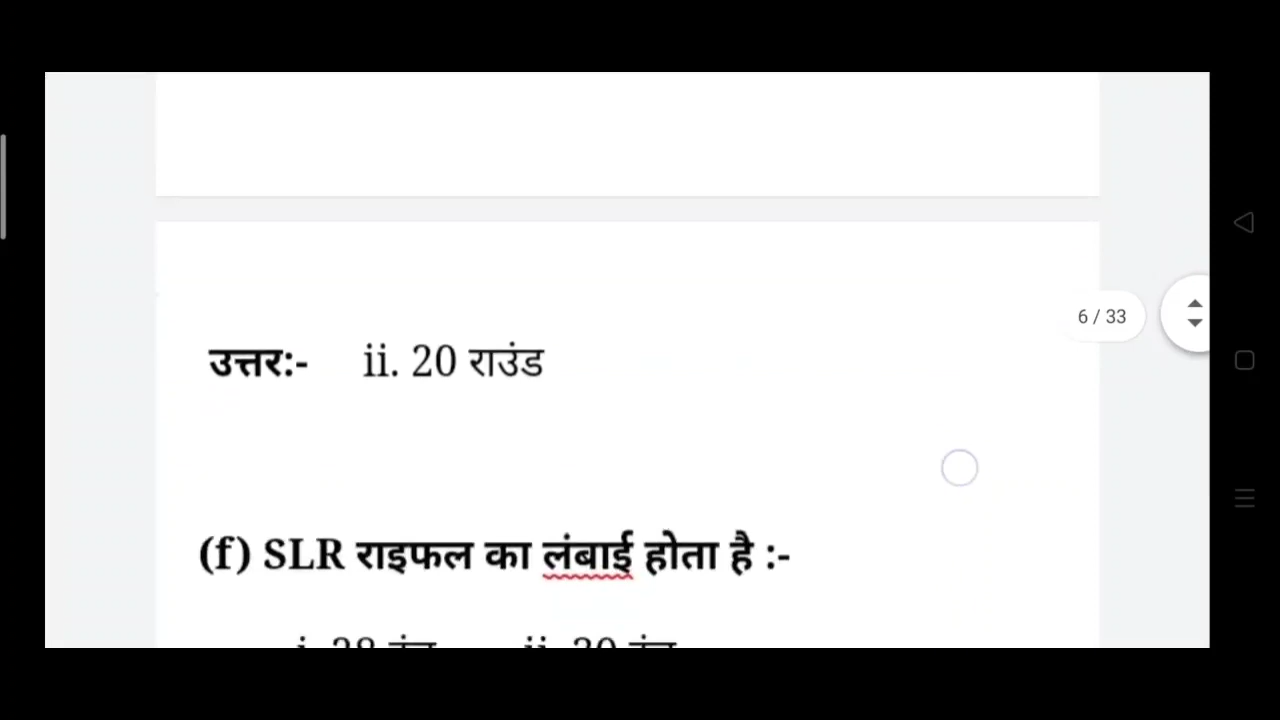 6 / 33
उत्तर:- ii. 20 राउंड
(f) SLR राइफल का लंबाई होता है :-